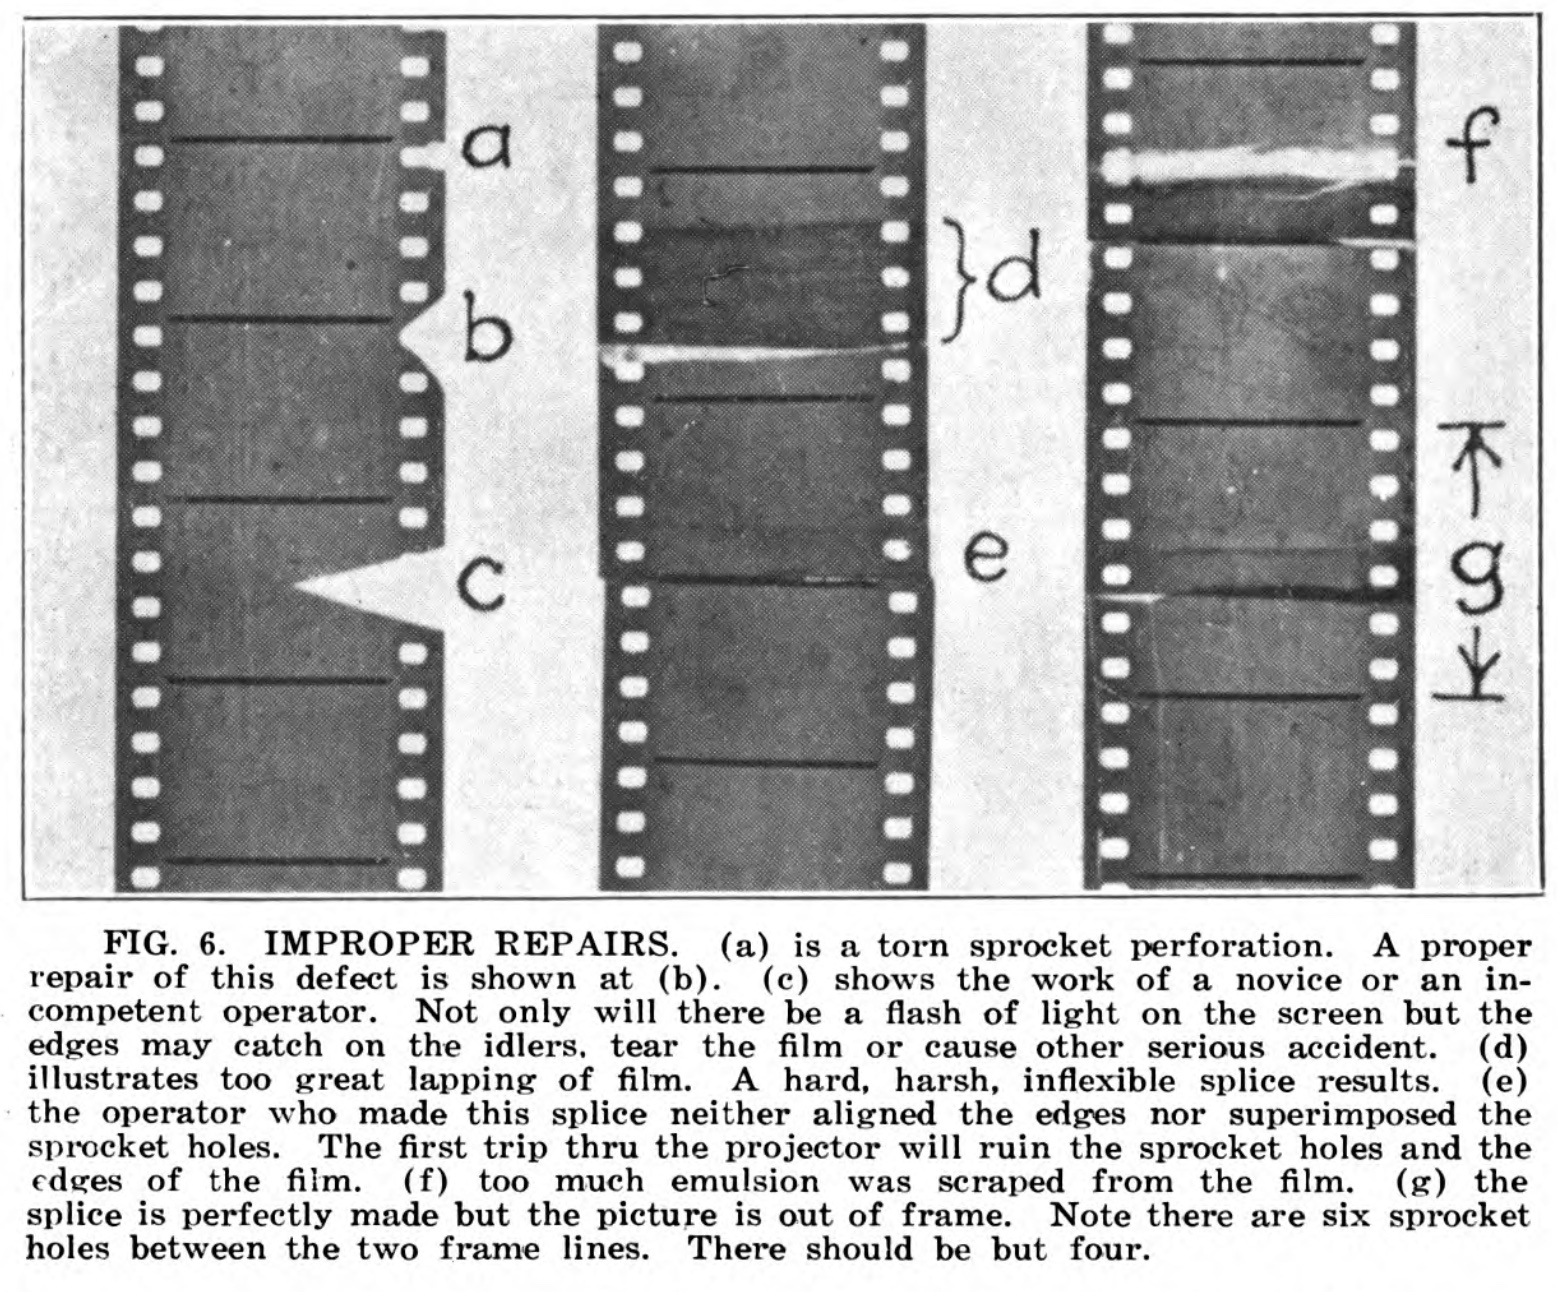 a
b
c
d
e
f
g
FIG. 6. IMPROPER REPAIRS. (a) is a torn sprocket perforation. A proper
repair of this defect is shown at (b). (c) shows the work of a novice or an in-
competent operator. Not only will there be a flash of light on the screen but the
edges may catch on the idlers, tear the film or cause other serious accident. (d)
illustrates too great lapping of film. A hard, harsh, inflexible splice results. (e)
the operator who made this splice neither aligned the edges nor superimposed the
sprocket holes. The first trip thru the projector will ruin the sprocket holes and the
edges of the film. (f) too much emulsion was scraped from the film. (g) the
splice is perfectly made but the picture is out of frame. Note there are six sprocket
holes between the two frame lines. There should be but four.